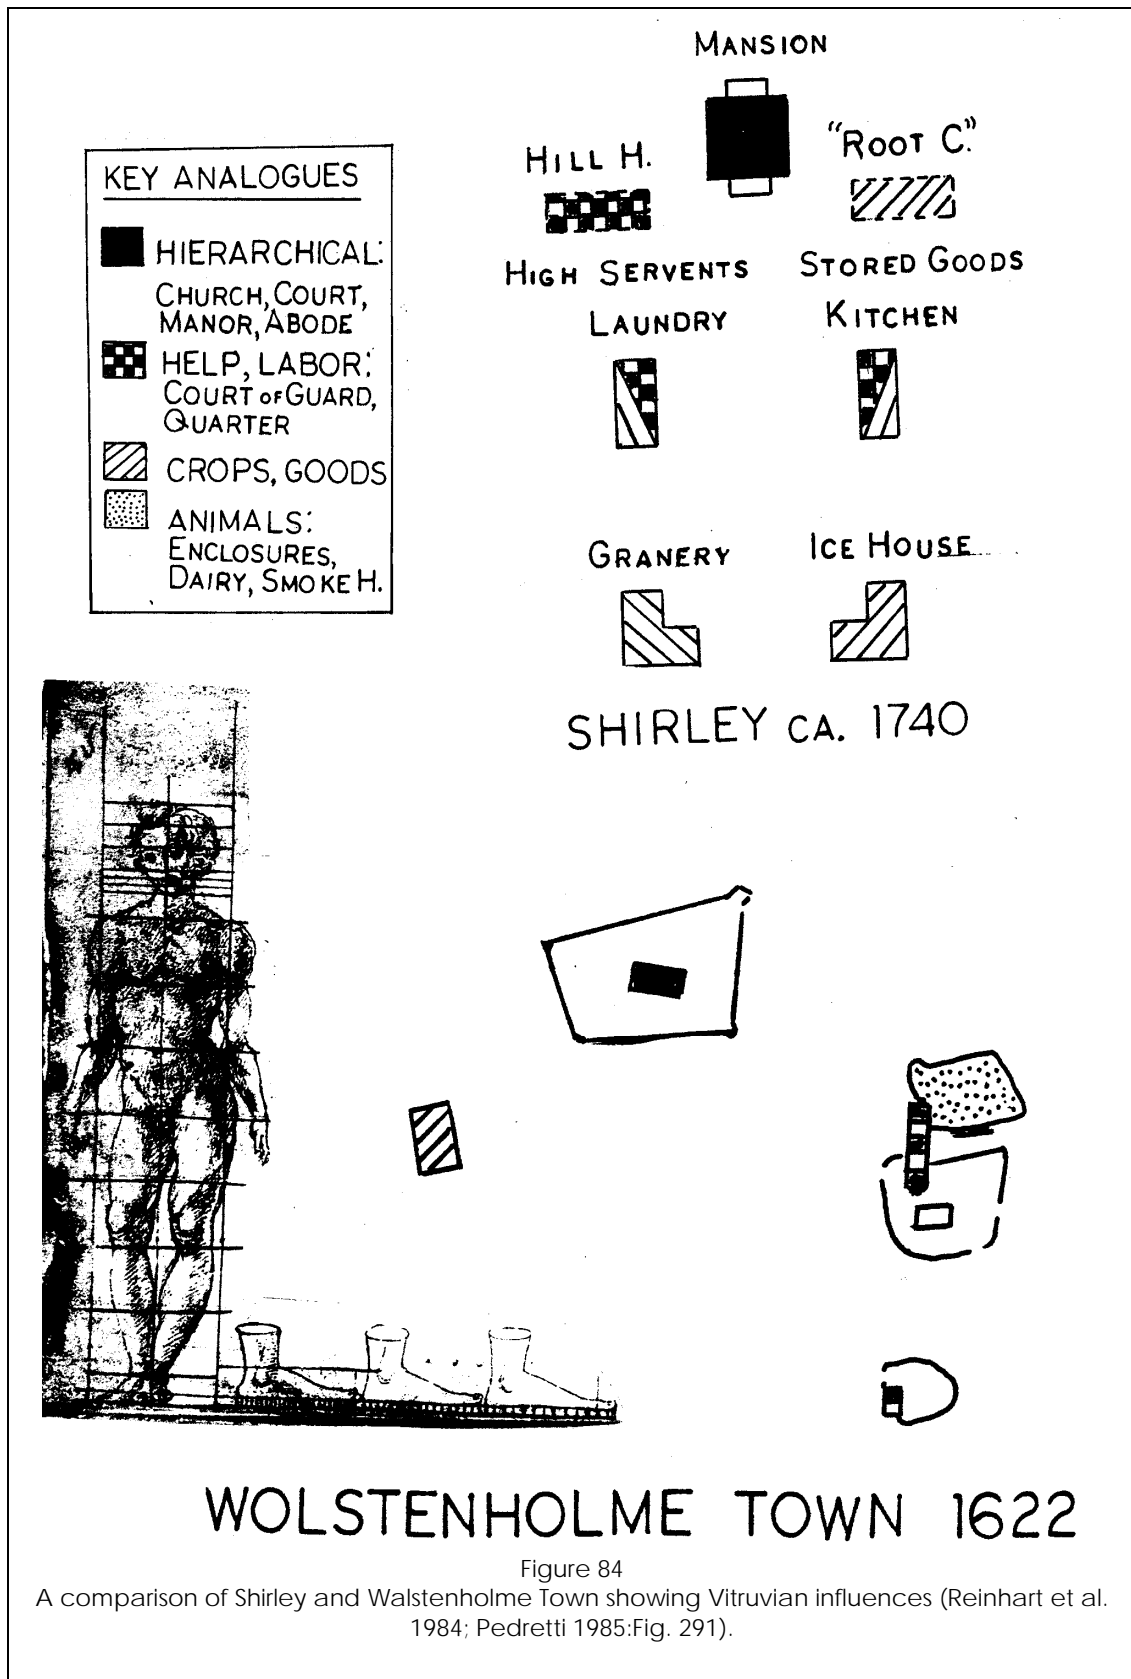 MANSION
HILL H.
"ROOT C."
HIGH SERVENTS
STORED GOODS
LAUNDRY
KITCHEN
GRANERY
ICE HOUSE
SHIRLEY CA. 1740
KEY ANALOGUES
HIERARCHICAL:
CHURCH, COURT,
MANOR, ABODE
HELP, LABOR:
COURT OF GUARD,
QUARTER
CROPS, GOODS
ANIMALS:
ENCLOSURES,
DAIRY, SMOKE H.
WOLSTENHOLME TOWN 1622
Figure 84
A comparison of Shirley and Walstenholme Town showing Vitruvian influences (Reinhart et al.
1984; Pedretti 1985:Fig. 291).